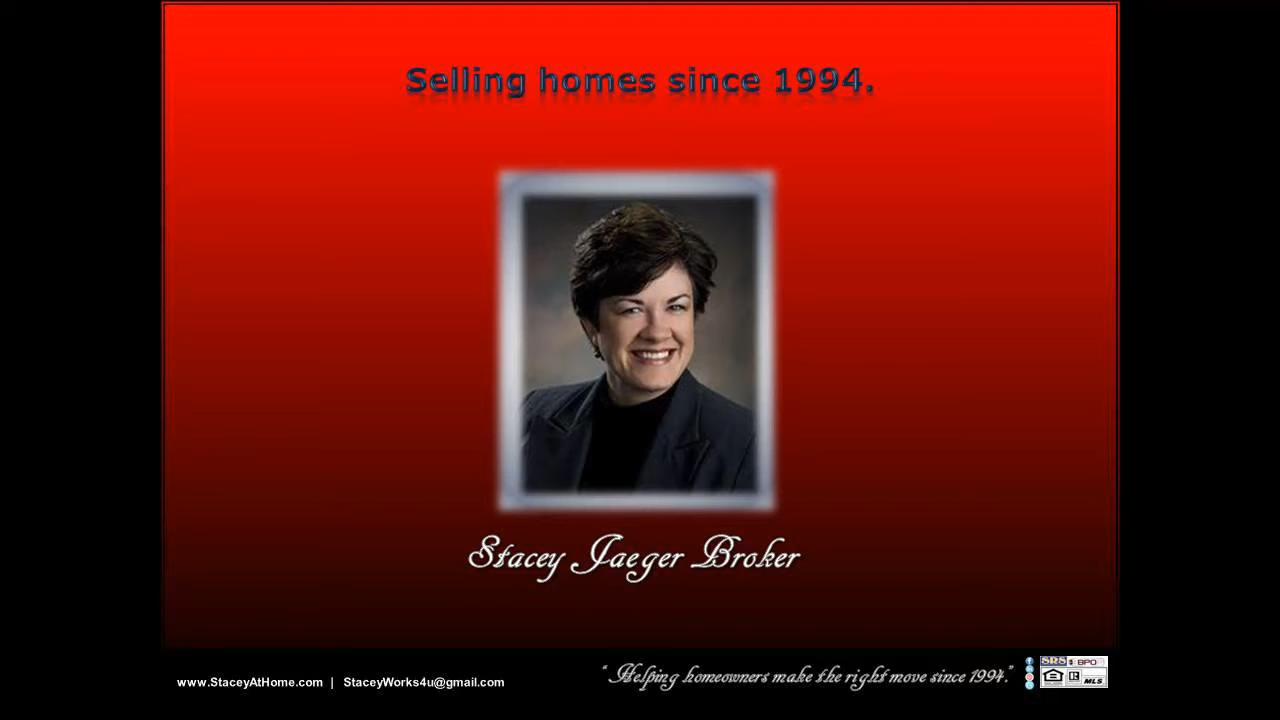 Selling homes since 1994.
Stacey Jaeger Broker
www.StaceyAtHome.com | StaceyWorks4u@gmail.com
“ Helping homeowners make the right move since 1994.”
SRS BPO
R MLS